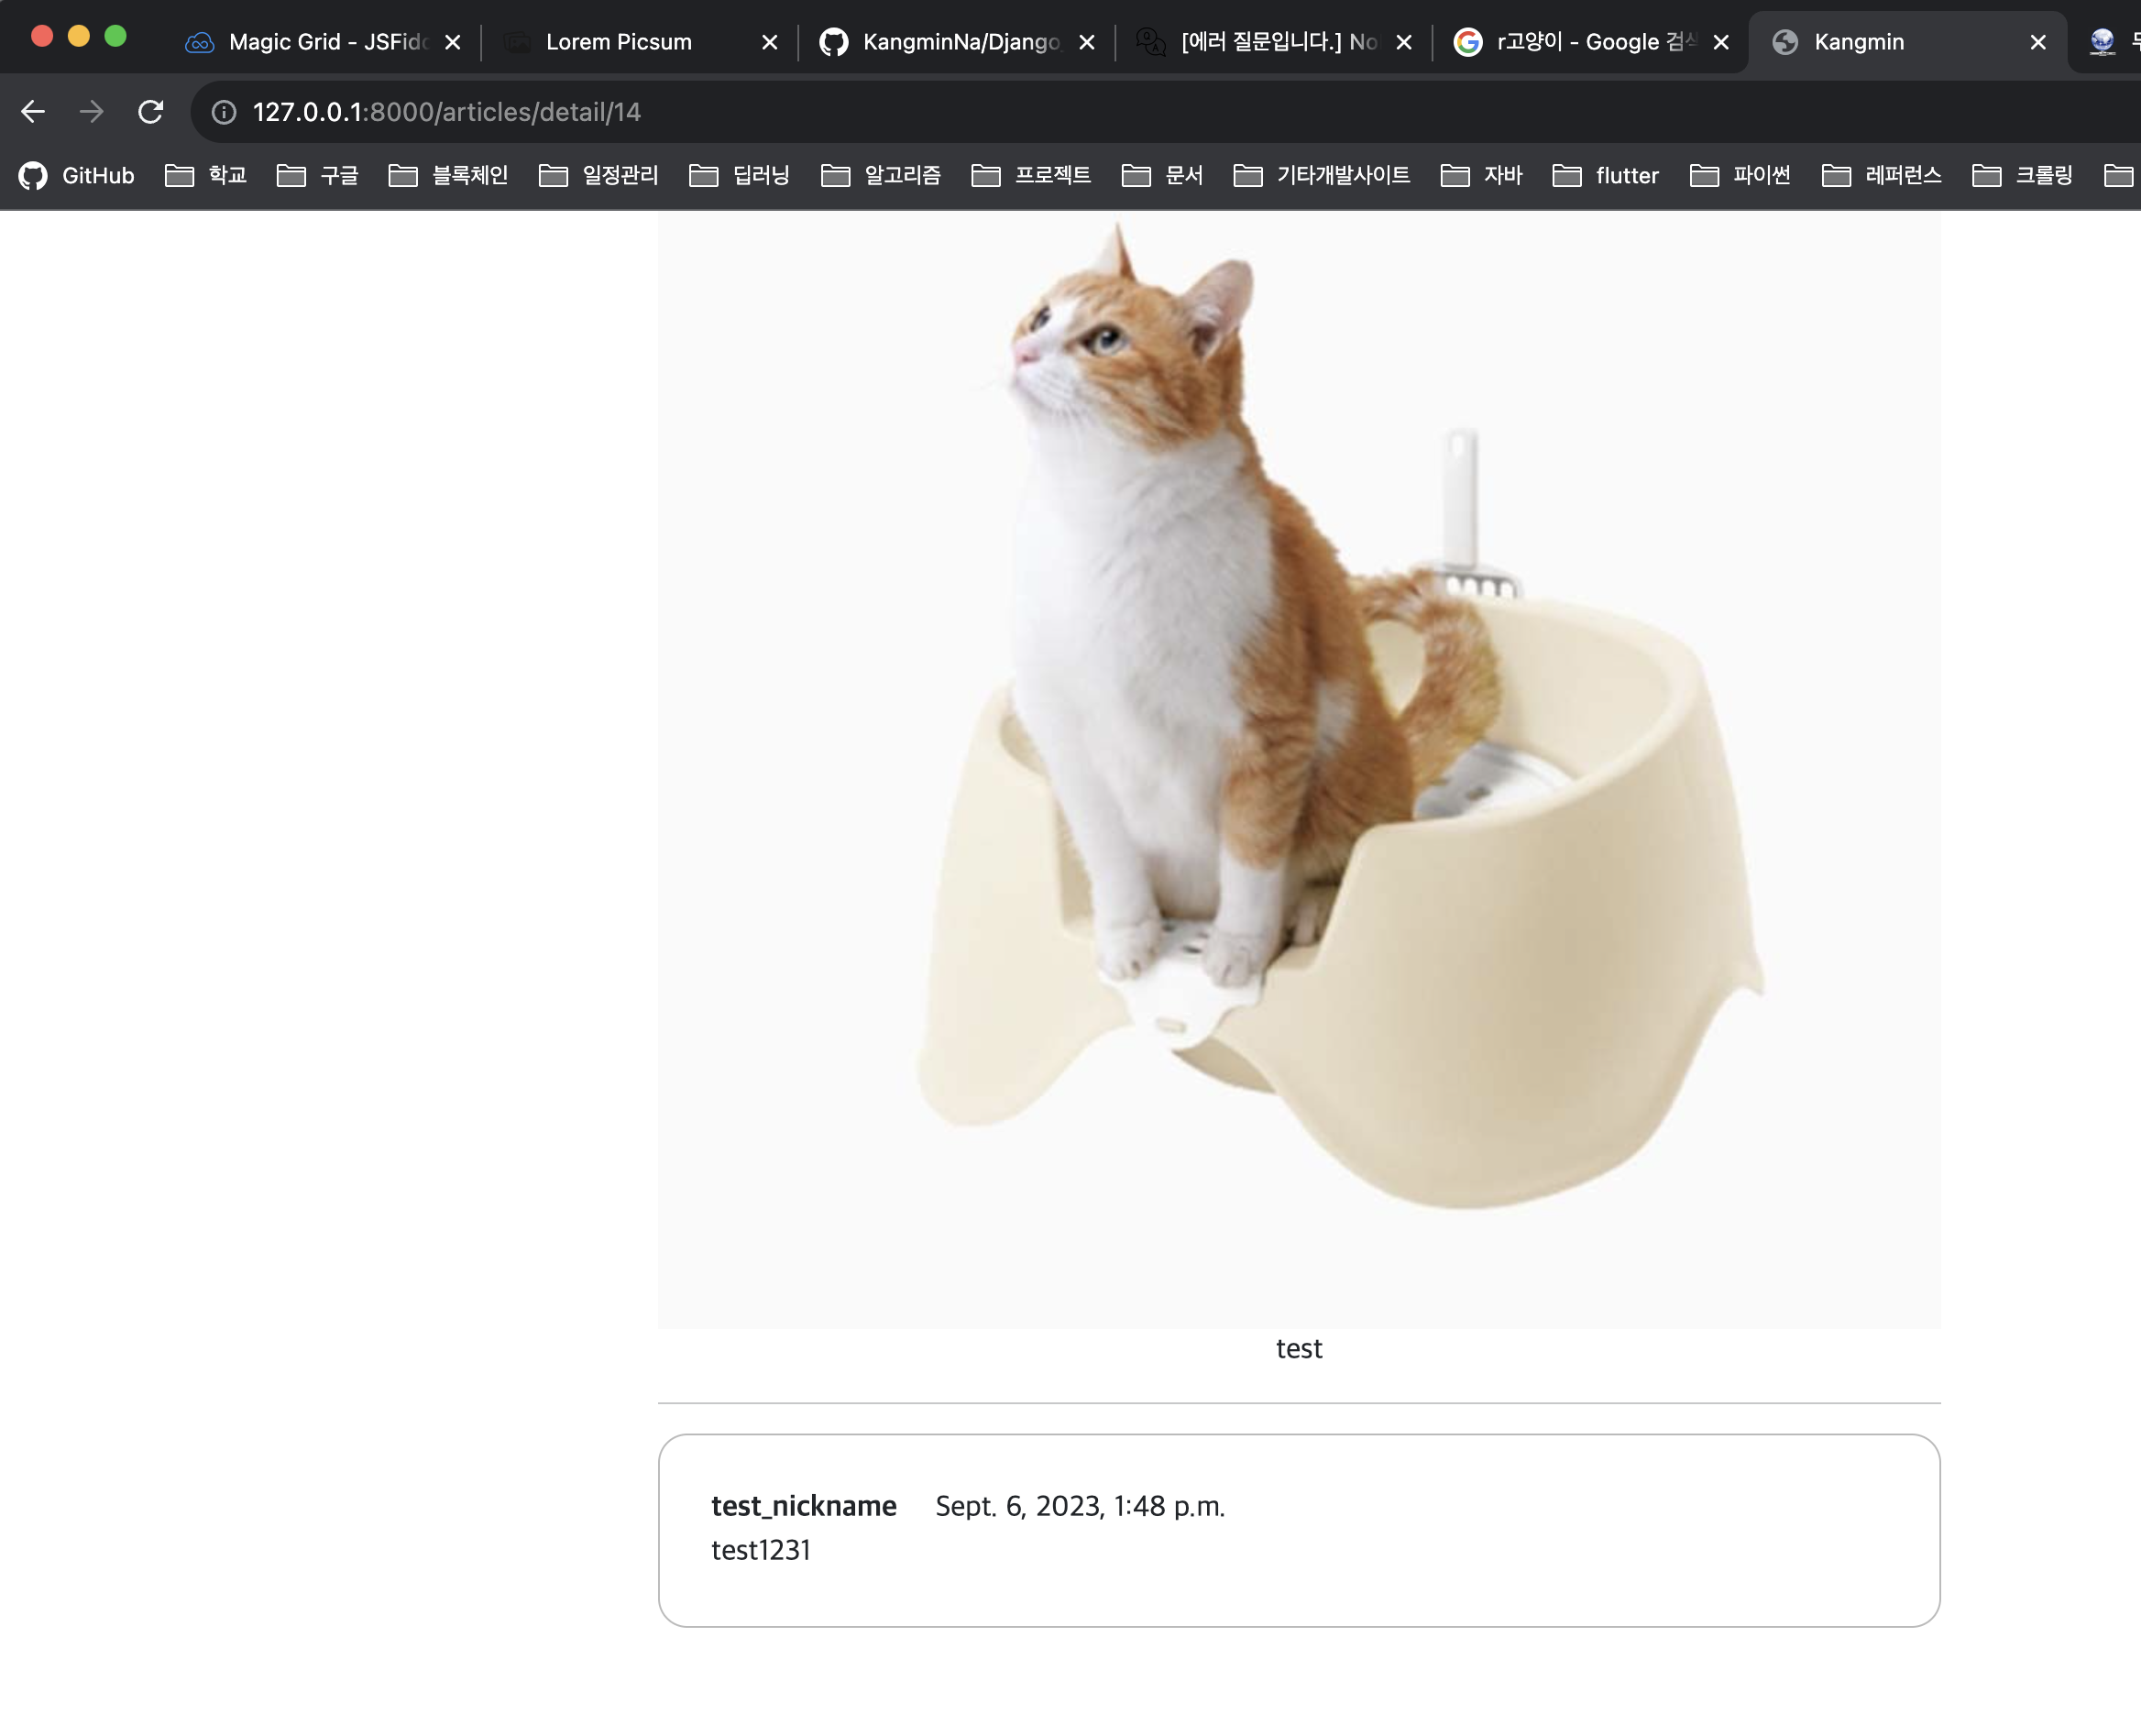 Magic Grid - JSFidd
Lorem Picsum
KangminNa/Django
[에러 질문입니다.] No
r고양이 - Google 검색
Kangmin
127.0.0.1:8000/articles/detail/14
GitHub
학교
구글
블록체인
일정관리
딥러닝
알고리즘
프로젝트
문서
기타개발사이트
자바
flutter
파이썬
레퍼런스
크롤링
test
test_nickname Sept. 6, 2023, 1:48 p.m.
test1231